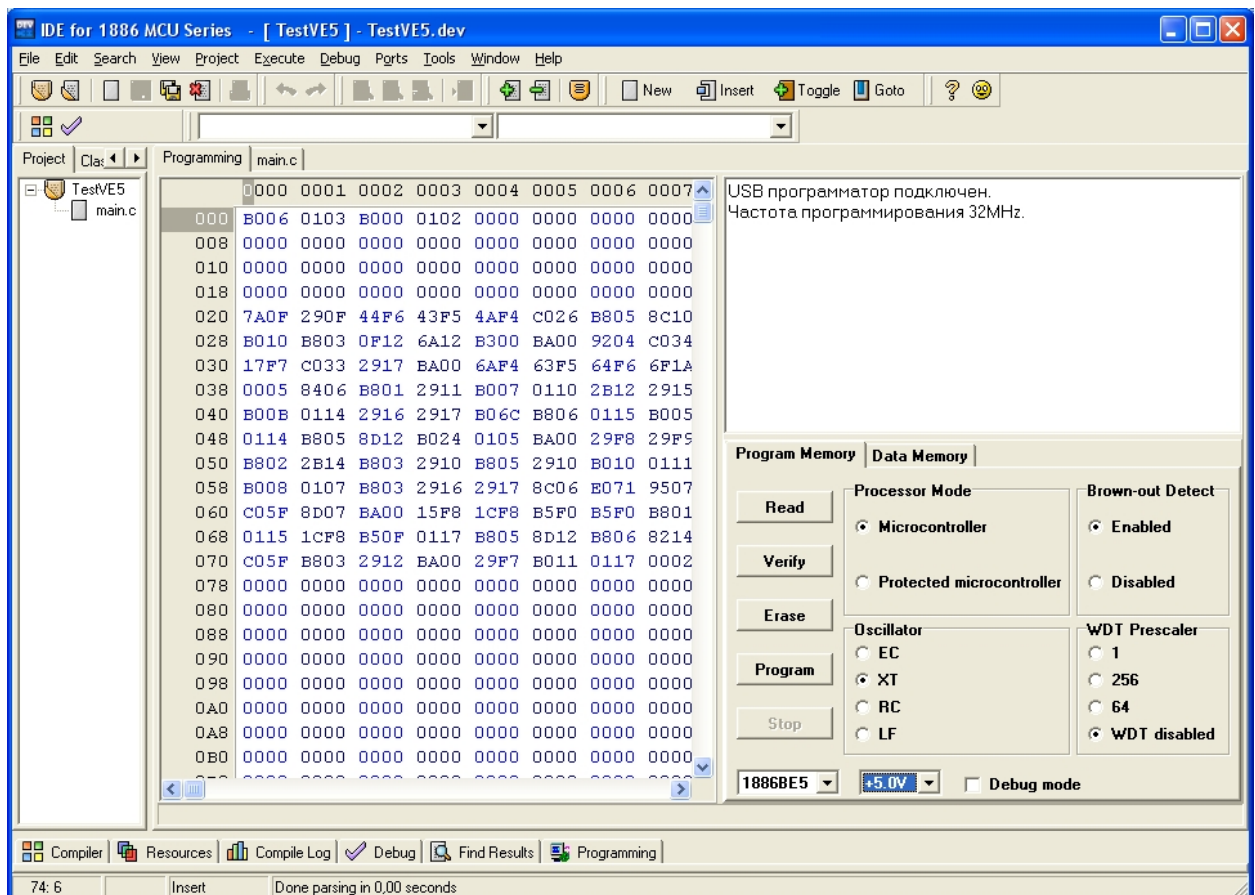 IDE for 1886 MCU Series - [ TestVE5 ] - TestVE5.dev
File Edit Search View Project Execute Debug Ports Tools Window Help
New Insert Toggle Goto
Project Programming main.c
TestVE5
main.c
0000 0001 0002 0003 0004 0005 0006 0007
000 B006 0103 B000 0102 0000 0000 0000 0000
008 0000 0000 0000 0000 0000 0000 0000 0000
010 0000 0000 0000 0000 0000 0000 0000 0000
018 0000 0000 0000 0000 0000 0000 0000 0000
020 7A0F 290F 44F6 43F5 4AF4 C026 B805 8C10
028 B010 B803 0F12 6A12 B300 BA00 9204 C034
030 17F7 C033 2917 BA00 6AF4 63F5 64F6 6F1A
038 0005 8406 B801 2911 B007 0110 2B12 2915
040 B00B 0114 2916 2917 B06C B806 0115 B005
048 0114 B805 8D12 B024 0105 BA00 29F8 29F9
050 B802 2B14 B803 2910 B805 2910 B010 0111
058 B008 0107 B803 2916 2917 8C06 E071 9507
060 C05F 8D07 BA00 15F8 1CF8 B5F0 B5F0 B801
068 0115 1CF8 B50F 0117 B805 8D12 B806 8214
070 C05F B803 2912 BA00 29F7 B011 0117 0002
078 0000 0000 0000 0000 0000 0000 0000 0000
080 0000 0000 0000 0000 0000 0000 0000 0000
088 0000 0000 0000 0000 0000 0000 0000 0000
090 0000 0000 0000 0000 0000 0000 0000 0000
098 0000 0000 0000 0000 0000 0000 0000 0000
0A0 0000 0000 0000 0000 0000 0000 0000 0000
0A8 0000 0000 0000 0000 0000 0000 0000 0000
0B0 0000 0000 0000 0000 0000 0000 0000 0000
USB программатор подключен.
Частота программирования 32MHz.
Program Memory Data Memory
Read
Verify
Erase
Program
Stop
Processor Mode
Microcontroller
Protected microcontroller
Brown-out Detect
Enabled
Disabled
Oscillator
EC
XT
RC
LF
WDT Prescaler
1
256
64
WDT disabled
1886BE5 +5.0V Debug mode
Compiler Resources Compile Log Debug Find Results Programming
74: 6 Insert Done parsing in 0,00 seconds